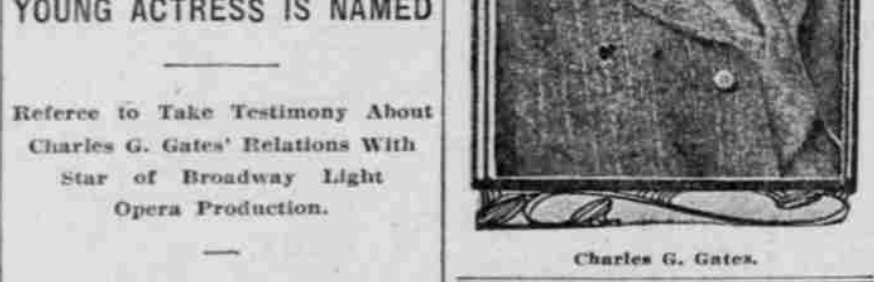 YOUNG ACTRESS IS NAMED
Referee to Take Testimony About
Charles G. Gates' Relations With
Star of Broadway Light
Opera Production.
Charles G. Gates.